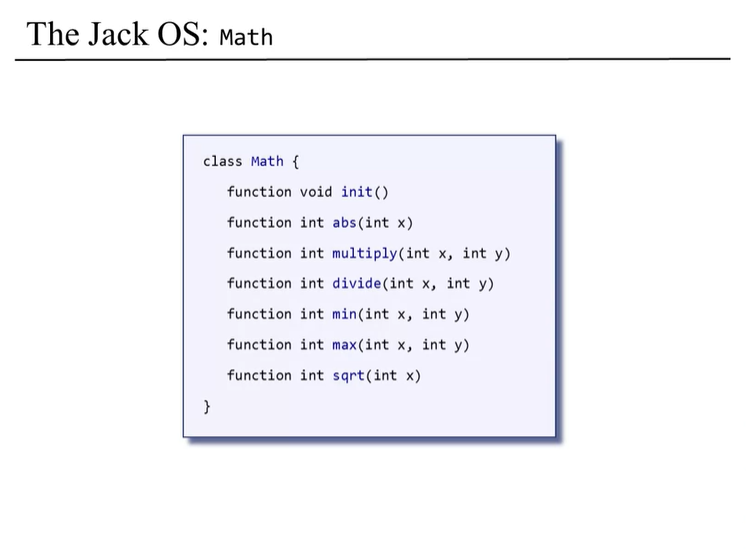 The Jack OS: Math
class Math {
function void init()
function int abs(int x)
function int multiply(int x, int y)
function int divide(int x, int y)
function int min(int x, int y)
function int max(int x, int y)
function int sqrt(int x)
}